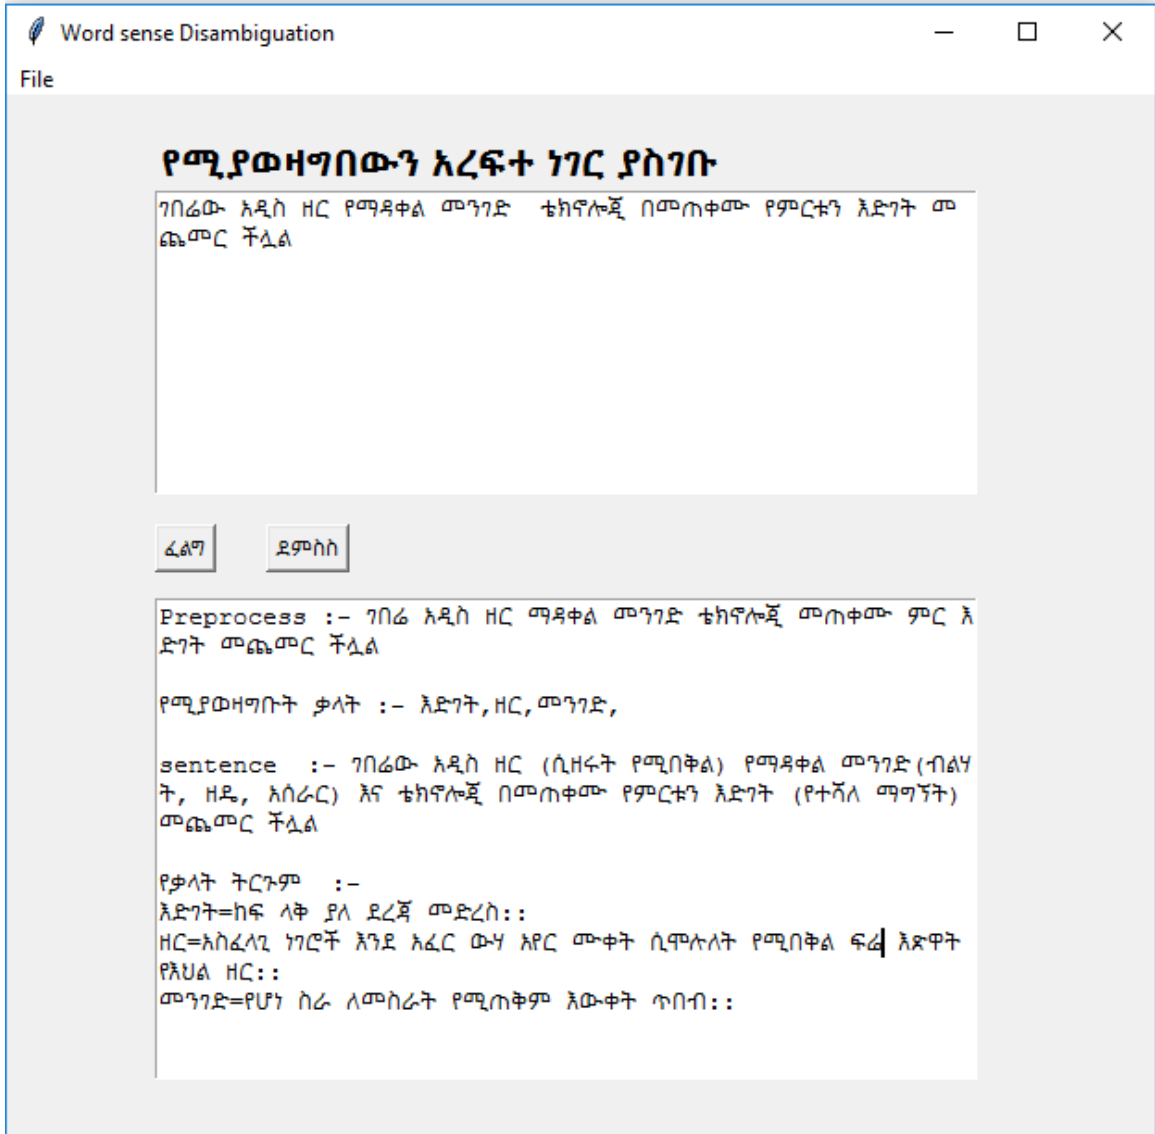 Word sense Disambiguation
File
የሚያወዛግበውን አረፍተ ነገር ያስገቡ
ገበሬው አዲስ ዘር የማዳቀል መንገድ ቴክኖሎጂ በመጠቀሙ የምርቱን እድገት መ
ጨመር ችሏል
ፈልግ ደምስስ
Preprocess :- ገበሬ አዲስ ዘር ማዳቀል መንገድ ቴክኖሎጂ መጠቀሙ ምር እ
ድገት መጨመር ችሏል
የሚያወዛግቡት ቃላት :- እድገት,ዘር,መንገድ,
sentence :- ገበሬው አዲስ ዘር (ሲዘሩት የሚበቅል) የማዳቀል መንገድ(ብልሃ
ት, ዘዴ, አሰራር) እና ቴክኖሎጂ በመጠቀሙ የምርቱን እድገት (የተሻለ ማግኘት)
መጨመር ችሏል
የቃላት ትርጉም :-
እድገት=ከፍ ላቅ ያለ ደረጃ መድረስ::
ዘር=አስፈላጊ ነገሮች እንደ አፈር ውሃ አየር ሙቀት ሲሞሉለት የሚበቅል ፍሬ እጽዋት
የእህል ዘር::
መንገድ=የሆነ ስራ ለመስራት የሚጠቅም እውቀት ጥበብ::